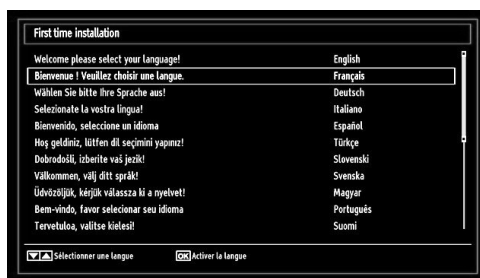 First time installation
Welcome please select your language! English
Bienvenue ! Veuillez choisir une langue. Français
Wählen Sie bitte Ihre Sprache aus! Deutsch
Selezionate la vostra lingua! Italiano
Bienvenido, seleccione un idioma Español
Hoş geldiniz, lütfen dil seçimini yapınız! Türkçe
Dobrodošli, izberite vaš jezik! Slovenski
Välkommen, välj ditt språk! Svenska
Üdvözöljük, kérjük válassza ki a nyelvet! Magyar
Bem-vindo, favor selecionar seu idioma Português
Tervetuloa, valitse kielesi! Suomi
Sélectionner une langue OK Activer la langue